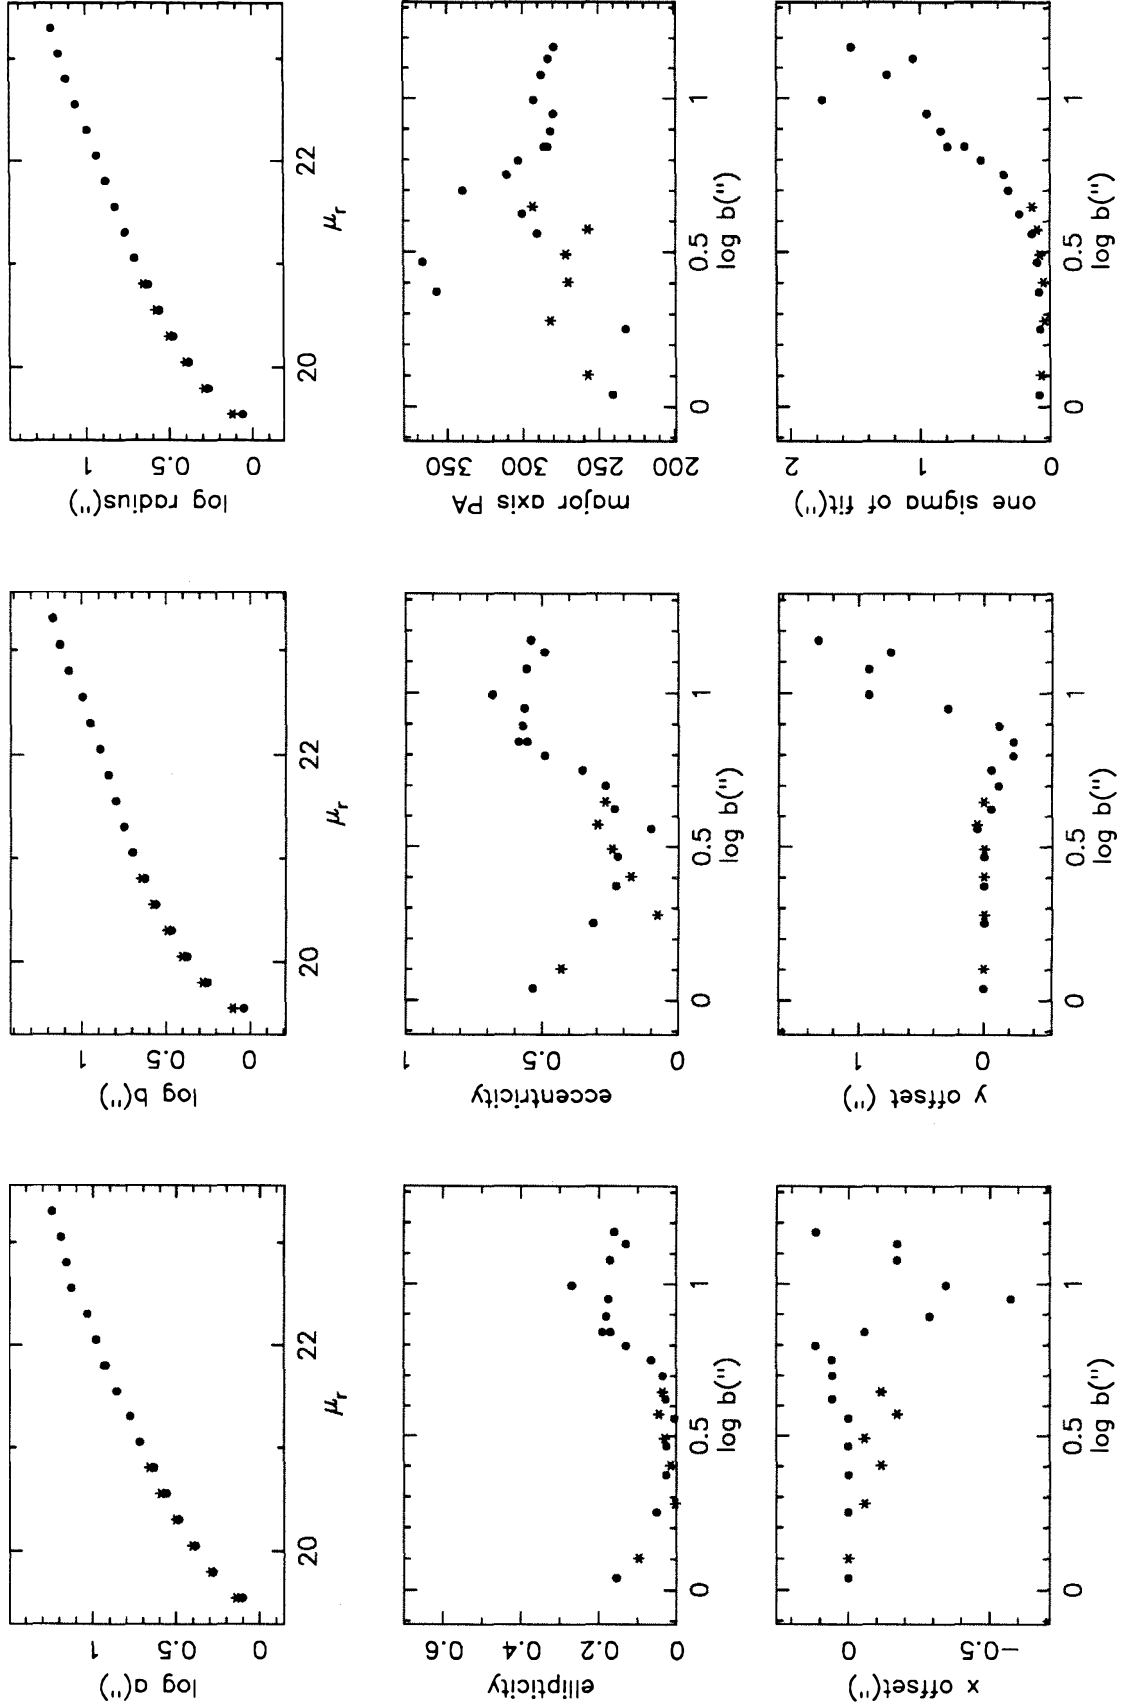 log radius('')
1
0.5
0
20
22
μr
log b('')
1
0.5
0
20
22
μr
log a('')
1
0.5
0
20
22
μr
major axis PA
350
300
250
200
0
0.5
1
log b('')
eccentricity
1
0.5
0
0
0.5
1
log b('')
ellipticity
0.6
0.4
0.2
0
0
0.5
1
log b('')
one sigma of fit('')
2
1
0
0
0.5
1
log b('')
y offset ('')
1
0
0
0.5
1
log b('')
x offset('')
0
-0.5
0
0.5
1
log b('')